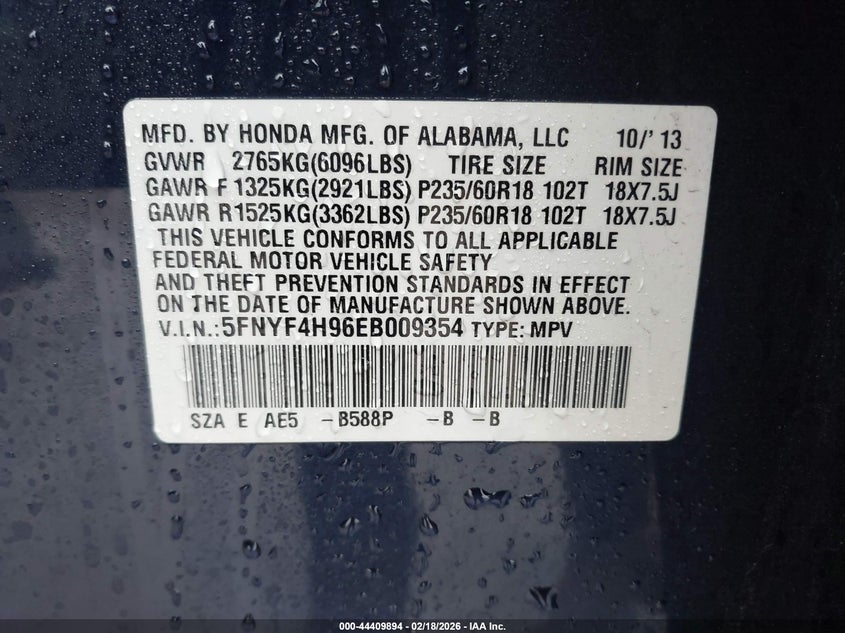 MFD. BY HONDA MFG. OF ALABAMA, LLC 10/' 13
GVWR 2765KG(6096LBS) TIRE SIZE RIM SIZE
GAWR F 1325KG(2921LBS) P235/60R18 102T 18X7.5J
GAWR R1525KG(3362LBS) P235/60R18 102T 18X7.5J
THIS VEHICLE CONFORMS TO ALL APPLICABLE
FEDERAL MOTOR VEHICLE SAFETY
AND THEFT PREVENTION STANDARDS IN EFFECT
ON THE DATE OF MANUFACTURE SHOWN ABOVE.
V.I.N.:5FNYF4H96EB009354 TYPE: MPV
SZA E AE5 -B588P -B -B
000-44409894 - 02/18/2026 - IAA Inc.